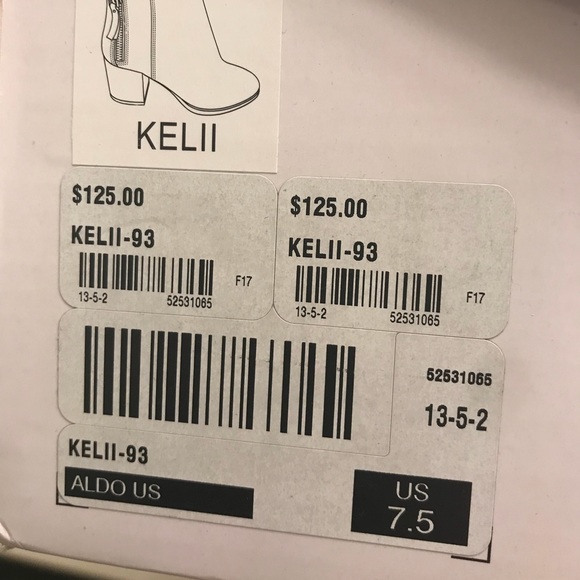 KELII
$125.00
KELII-93
F17
13-5-2 52531065
$125.00
KELII-93
F17
13-5-2 52531065
52531065
13-5-2
KELII-93
ALDO US
US
7.5